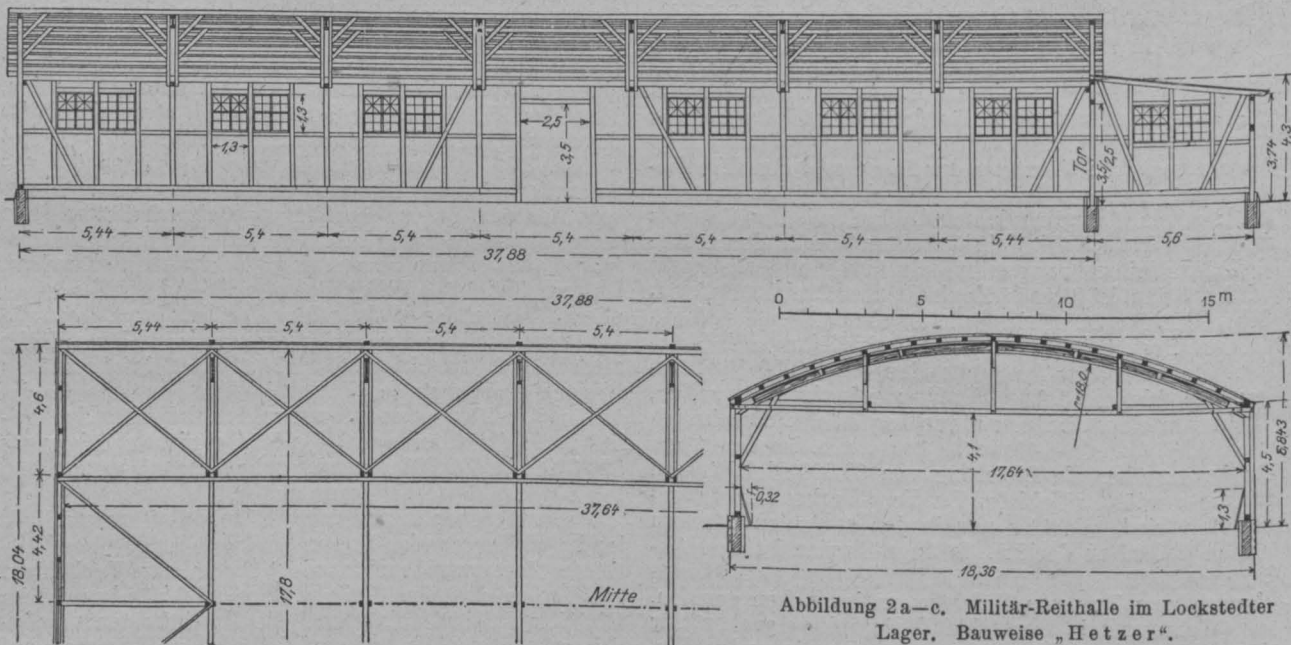 1,3
1,3
2,5
3,5
Tor
3,5/2,5
3,74
4,3
5,44 5,4 5,4 5,4 5,4 5,4 5,44 5,6
37,88
37,88
5,44 5,4 5,4 5,4
4,6
4,42
18,04
17,8
37,64
Mitte
0 5 10 15 m
r=18,0
4,1
17,64
0,32
1,3
4,5
18,36
Abbildung 2a—c. Militär-Reithalle im Lockstedter
Lager. Bauweise „Hetzer“.